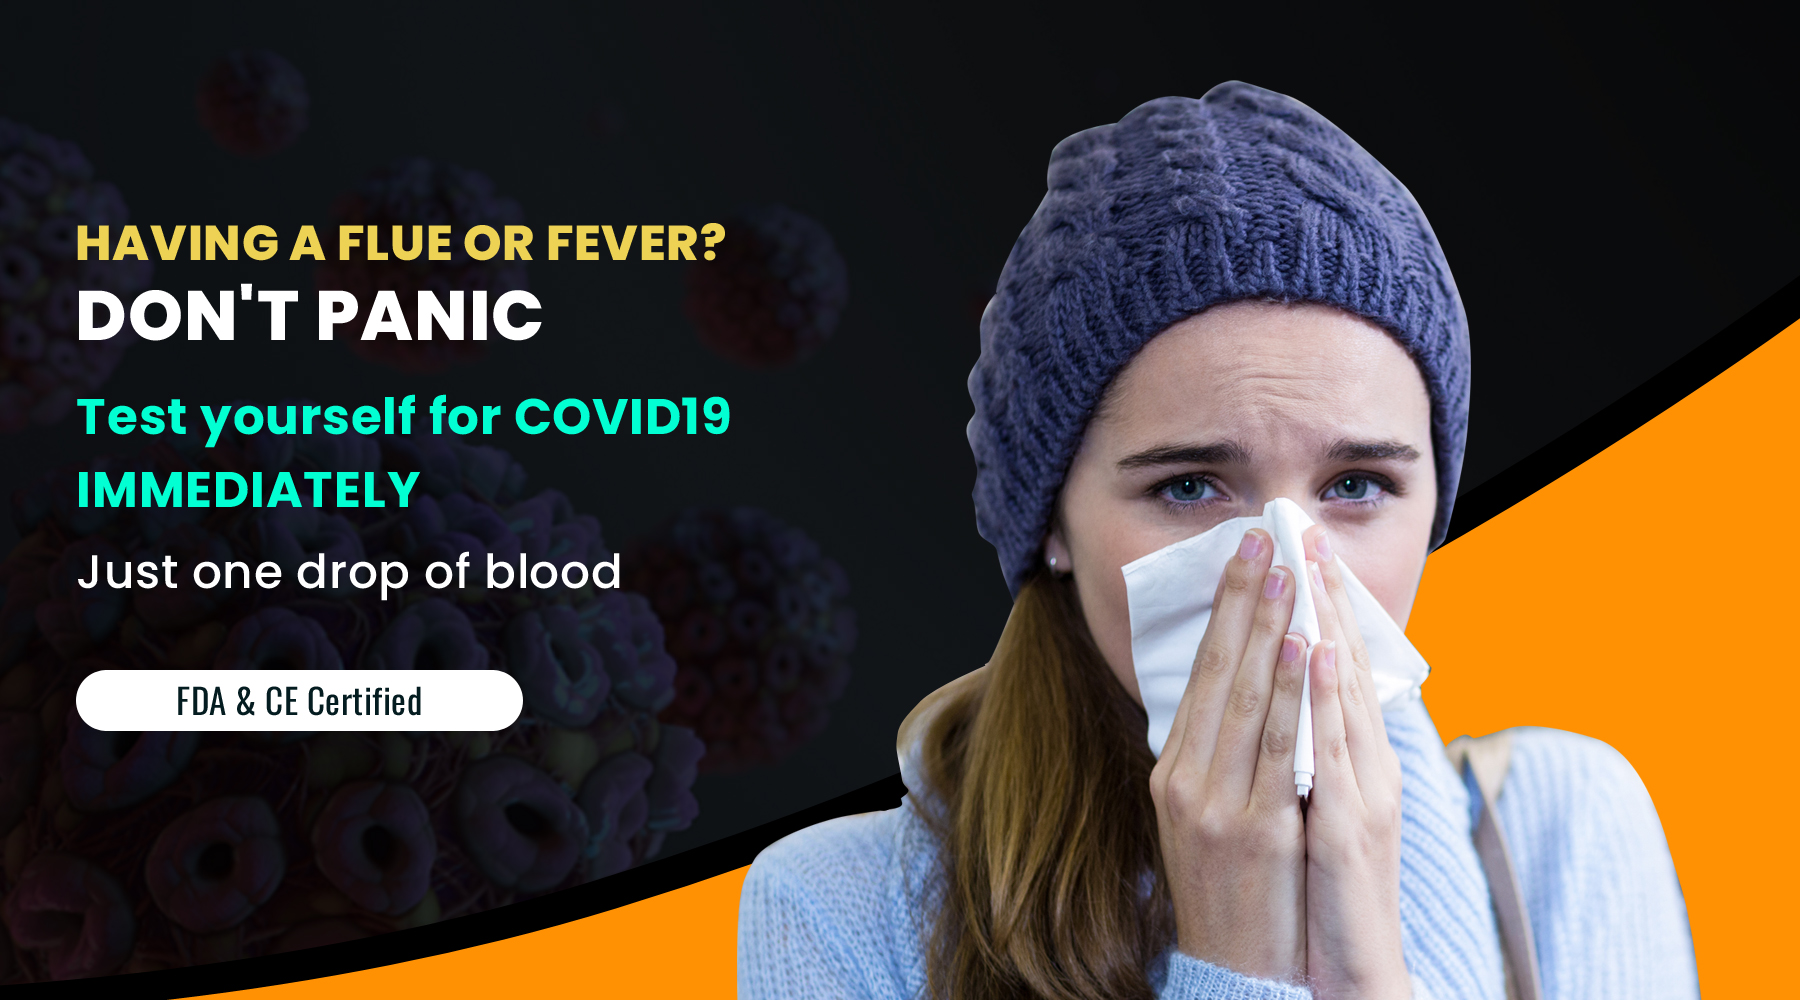 HAVING A FLUE OR FEVER?
DON'T PANIC
Test yourself for COVID19
IMMEDIATELY
Just one drop of blood
FDA & CE Certified